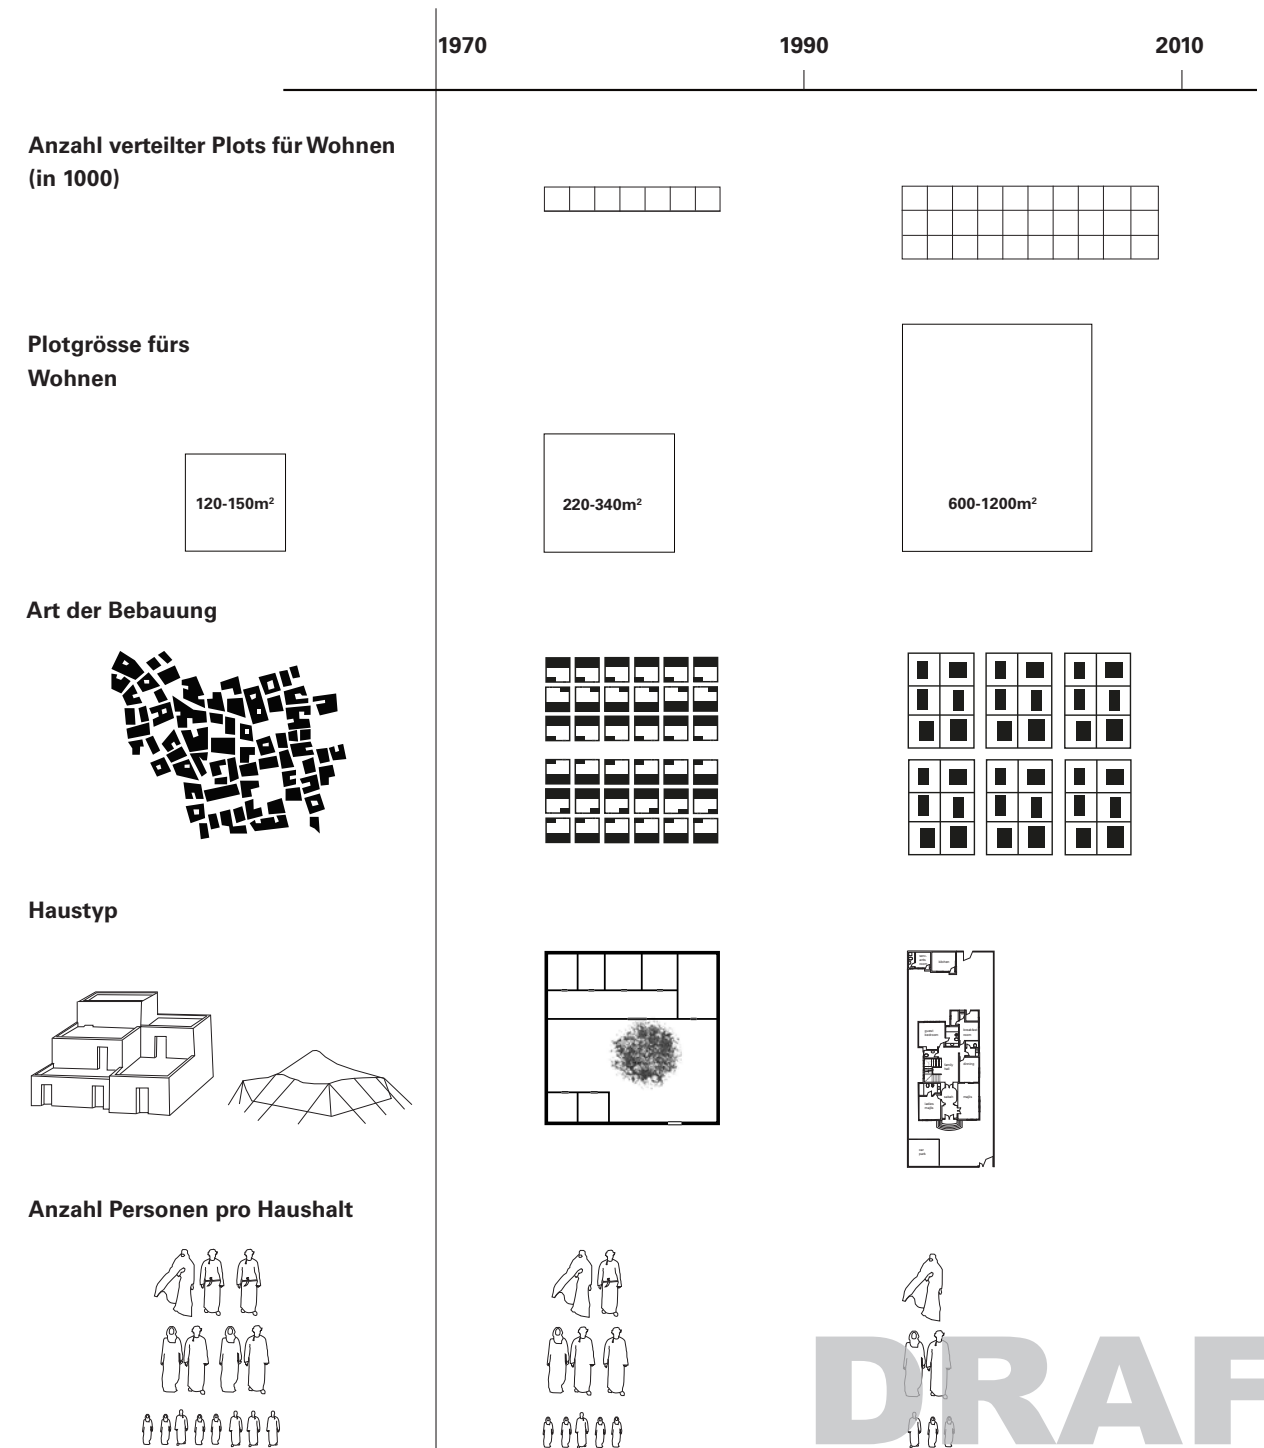 1970
1990
2010
Anzahl verteilter Plots für Wohnen
(in 1000)
Plotgrösse fürs
Wohnen
120-150m²
220-340m²
600-1200m²
Art der Bebauung
Haustyp
Anzahl Personen pro Haushalt
DRAF